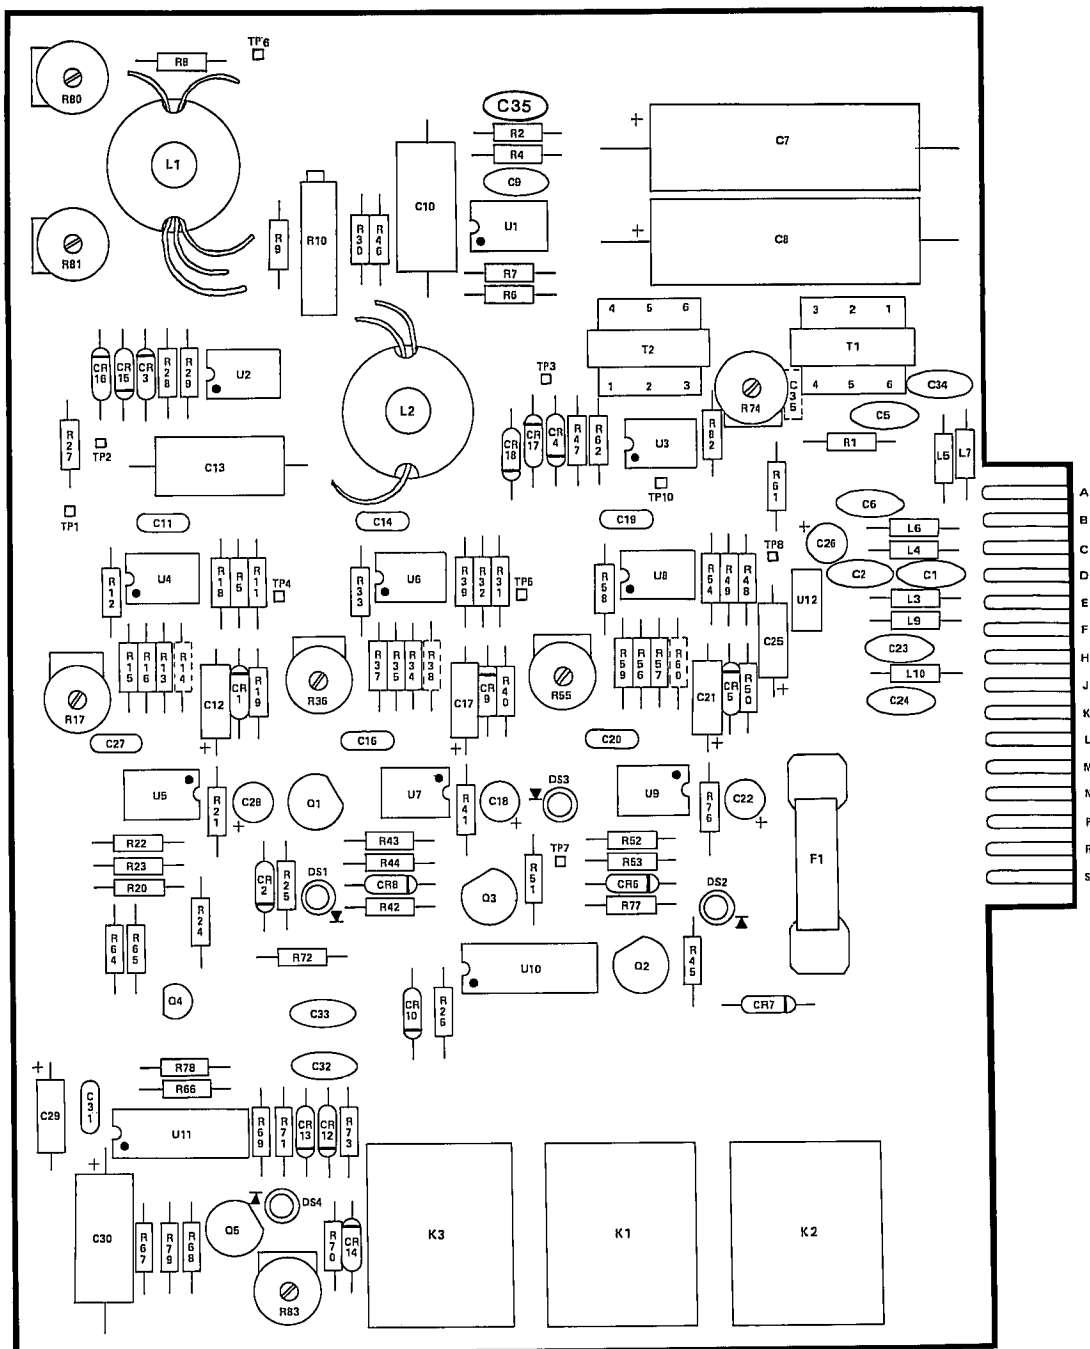 TP6
R8
R80
C35
R2
R4
C7
L1
C9
C10
R9
R10
R30
R46
U1
C8
R81
R7
R6
4 5 6
3 2 1
T2
T1
1 2 3
4 5 6
CR16
CR15
CR3
R28
R29
U2
TP3
R74
C35
C34
L2
C5
R27
TP2
CR18
CR17
CR4
R47
R62
U3
R82
R1
L5
L7
C13
R61
TP10
A
TP1
C11
C14
C19
C6
B
L6
C26
C
L4
TP8
R12
U4
R18
R5
R11
TP4
R33
U6
R39
R32
R31
TP5
R58
U8
R54
R49
R48
C2
C1
D
U12
L3
E
L9
F
C25
R15
R16
R13
R14
R37
R35
R34
R38
R59
R56
R57
R60
C23
H
L10
R17
C12
CR1
R19
R36
C17
CR9
R40
R55
C21
CR5
R50
J
C24
K
C27
C16
C20
L
M
U5
R21
C28
Q1
U7
R41
C18
DS3
U9
R76
C22
N
P
R22
R43
R52
R23
R44
TP7
R53
F1
R
R20
CR2
R25
DS1
CR8
Q3
R51
CR6
DS2
S
R42
R77
R64
R65
R24
R72
U10
Q2
R45
Q4
C33
CR10
R26
CR7
R78
C32
R66
C29
C31
U11
R69
R71
CR13
CR12
R73
DS4
C30
R67
R79
R68
Q5
R70
CR14
K3
K1
K2
R83